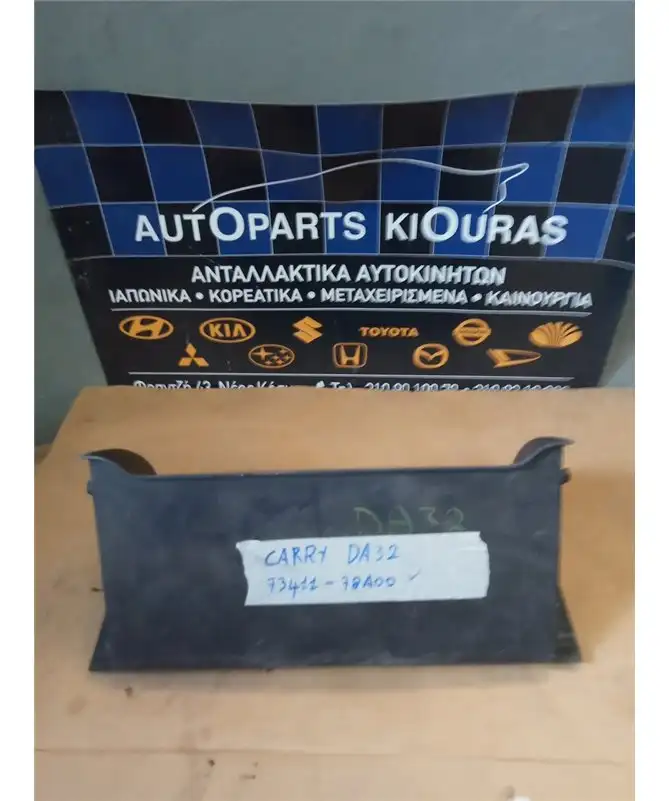 AUTOPARTS KIOURAS
ΑΝΤΑΛΛΑΚΤΙΚΑ ΑΥΤΟΚΙΝΗΤΩΝ
ΙΑΠΩΝΙΚΑ • ΚΟΡΕΑΤΙΚΑ • ΜΕΤΑΧΕΙΡΙΣΜΕΝΑ • ΚΑΙΝΟΥΡΓΙΑ
KIA TOYOTA
DA32
CARRY DA32
73411-78A00